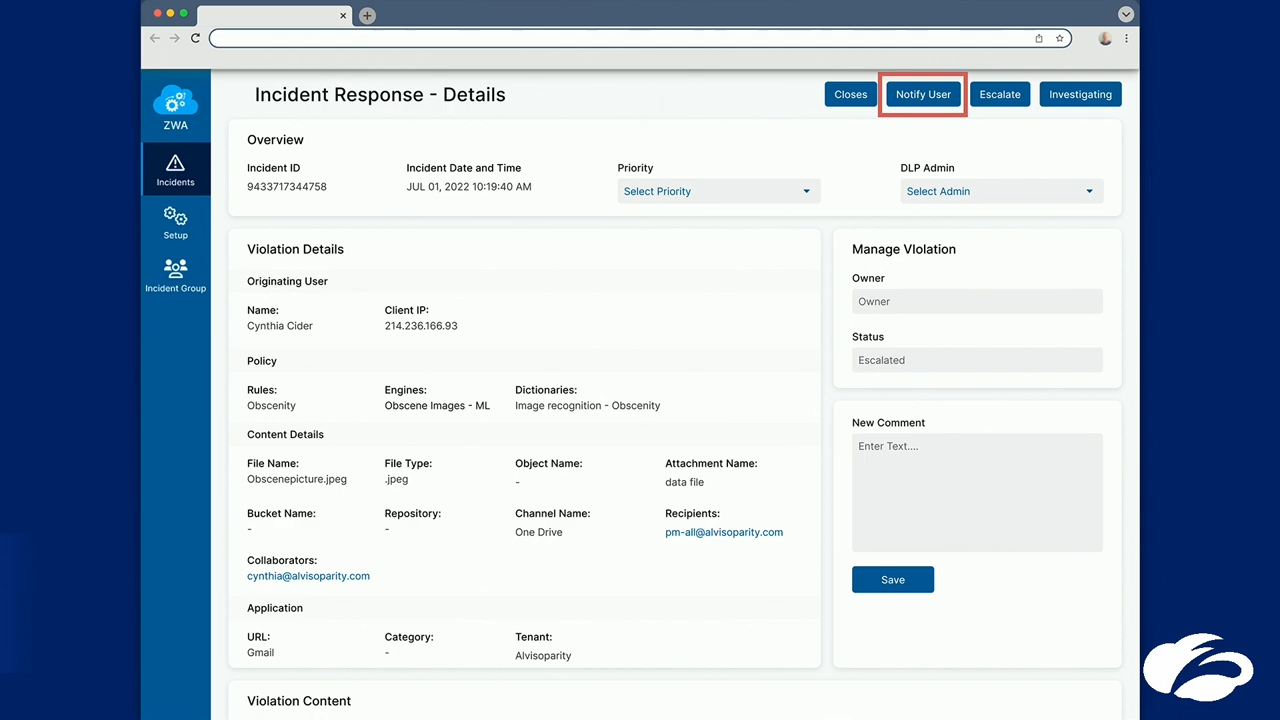 Incident Response - Details
Closes
Notify User
Escalate
Investigating
ZWA
Incidents
Setup
Incident Group
Overview
Incident ID
Incident Date and Time
Priority
DLP Admin
9433717344758
JUL 01, 2022 10:19:40 AM
Select Priority
Select Admin
Violation Details
Originating User
Name:
Client IP:
Cynthia Cider
214.236.166.93
Policy
Rules:
Engines:
Dictionaries:
Obscenity
Obscene Images - ML
Image recognition - Obscenity
Content Details
File Name:
File Type:
Object Name:
Attachment Name:
Obscenepicture.jpeg
.jpeg
-
data file
Bucket Name:
Repository:
Channel Name:
Recipients:
-
-
One Drive
pm-all@alvisoparity.com
Collaborators:
cynthia@alvisoparity.com
Application
URL:
Category:
Tenant:
Gmail
-
Alvisoparity
Manage VIolation
Owner
Owner
Status
Escalated
New Comment
Enter Text....
Save
Violation Content